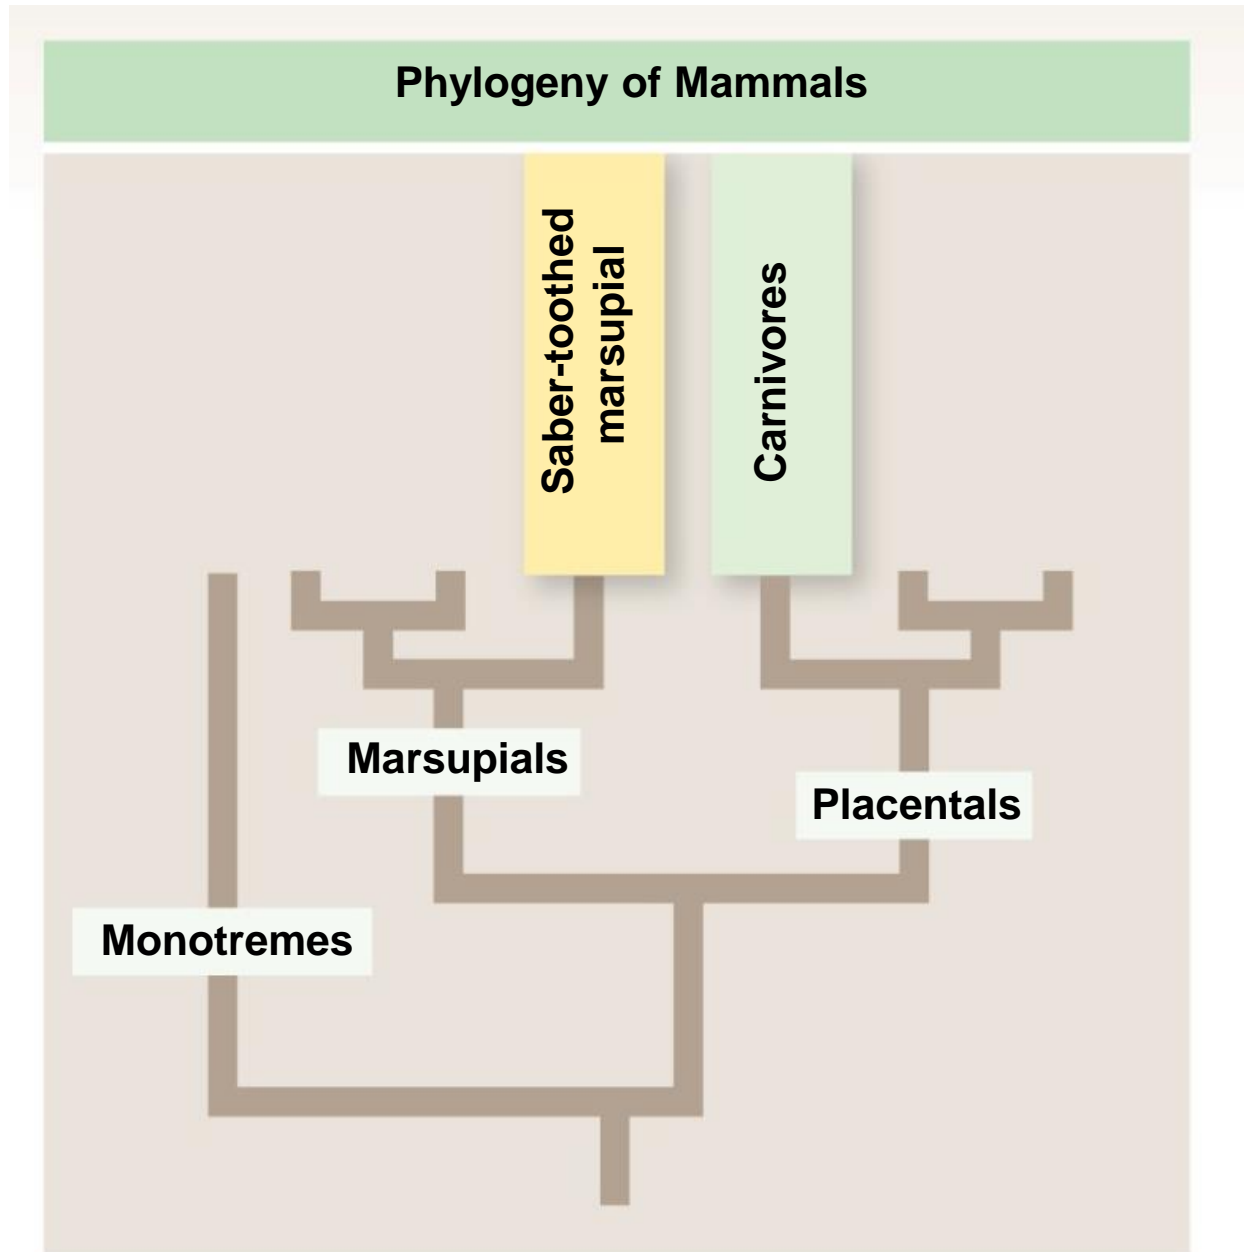 Phylogeny of Mammals
Saber-toothed
marsupial
Carnivores
Marsupials
Placentals
Monotremes